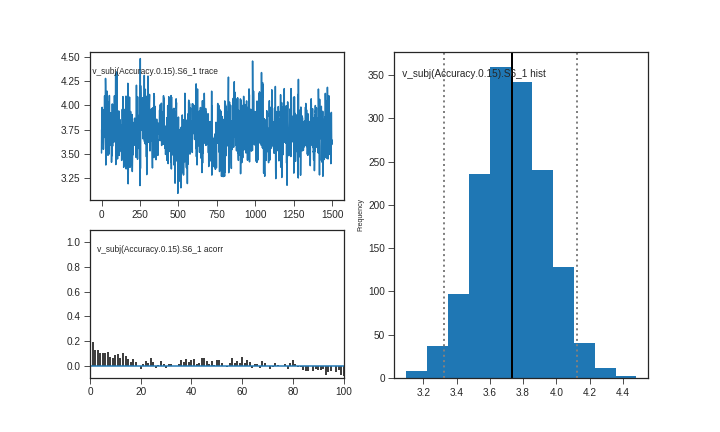 v_subj(Accuracy.0.15).S6_1 trace
4.50
4.25
4.00
3.75
3.50
3.25
0 250 500 750 1000 1250 1500
v_subj(Accuracy.0.15).S6_1 acorr
1.0
0.8
0.6
0.4
0.2
0.0
0 20 40 60 80 100
v_subj(Accuracy.0.15).S6_1 hist
Frequency
350
300
250
200
150
100
50
0
3.2 3.4 3.6 3.8 4.0 4.2 4.4